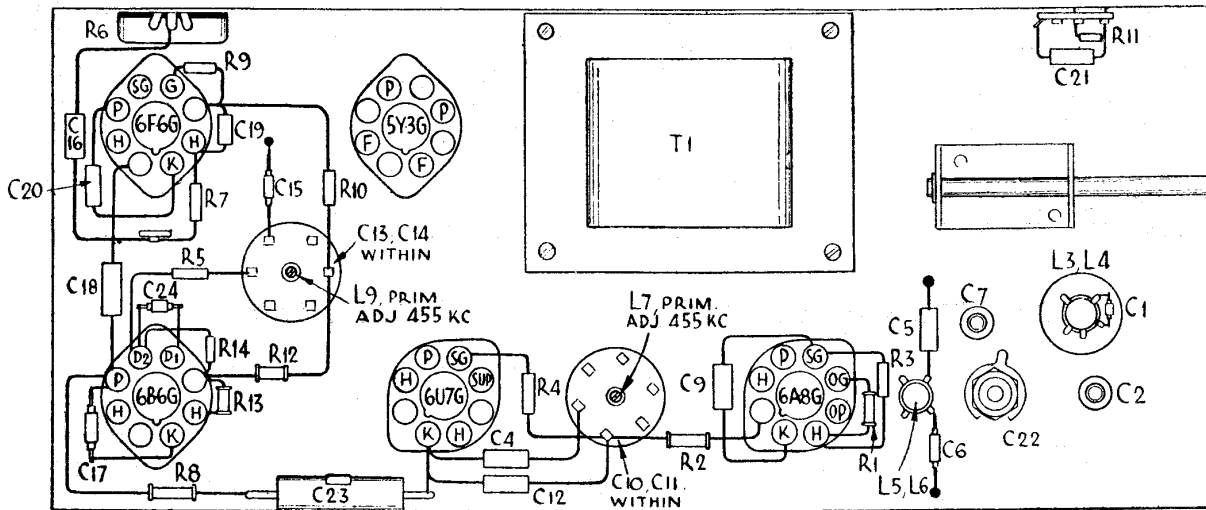 R6
SG G R9
P
6F6G
H H
K
C16
C19
C20
R7
C15
R10
P
P
5Y3G
F
F
T1
R11
C21
C13, C14
WITHIN
R5
L9, PRIM
ADJ 455 KC
C18
C24
D2 D1
R14
R12
P
6B6G
H H
K
R13
C17
R8
C23
P SG
H SUP
6U7G
K H
R4
C4
C12
L7, PRIM.
ADJ 455 KC
C10, C11.
WITHIN
R2
C9
P SG
H OG
6A8G
OP
K H
R3
R1
C5
L5, L6
C6
C7
C22
L3, L4
C1
C2